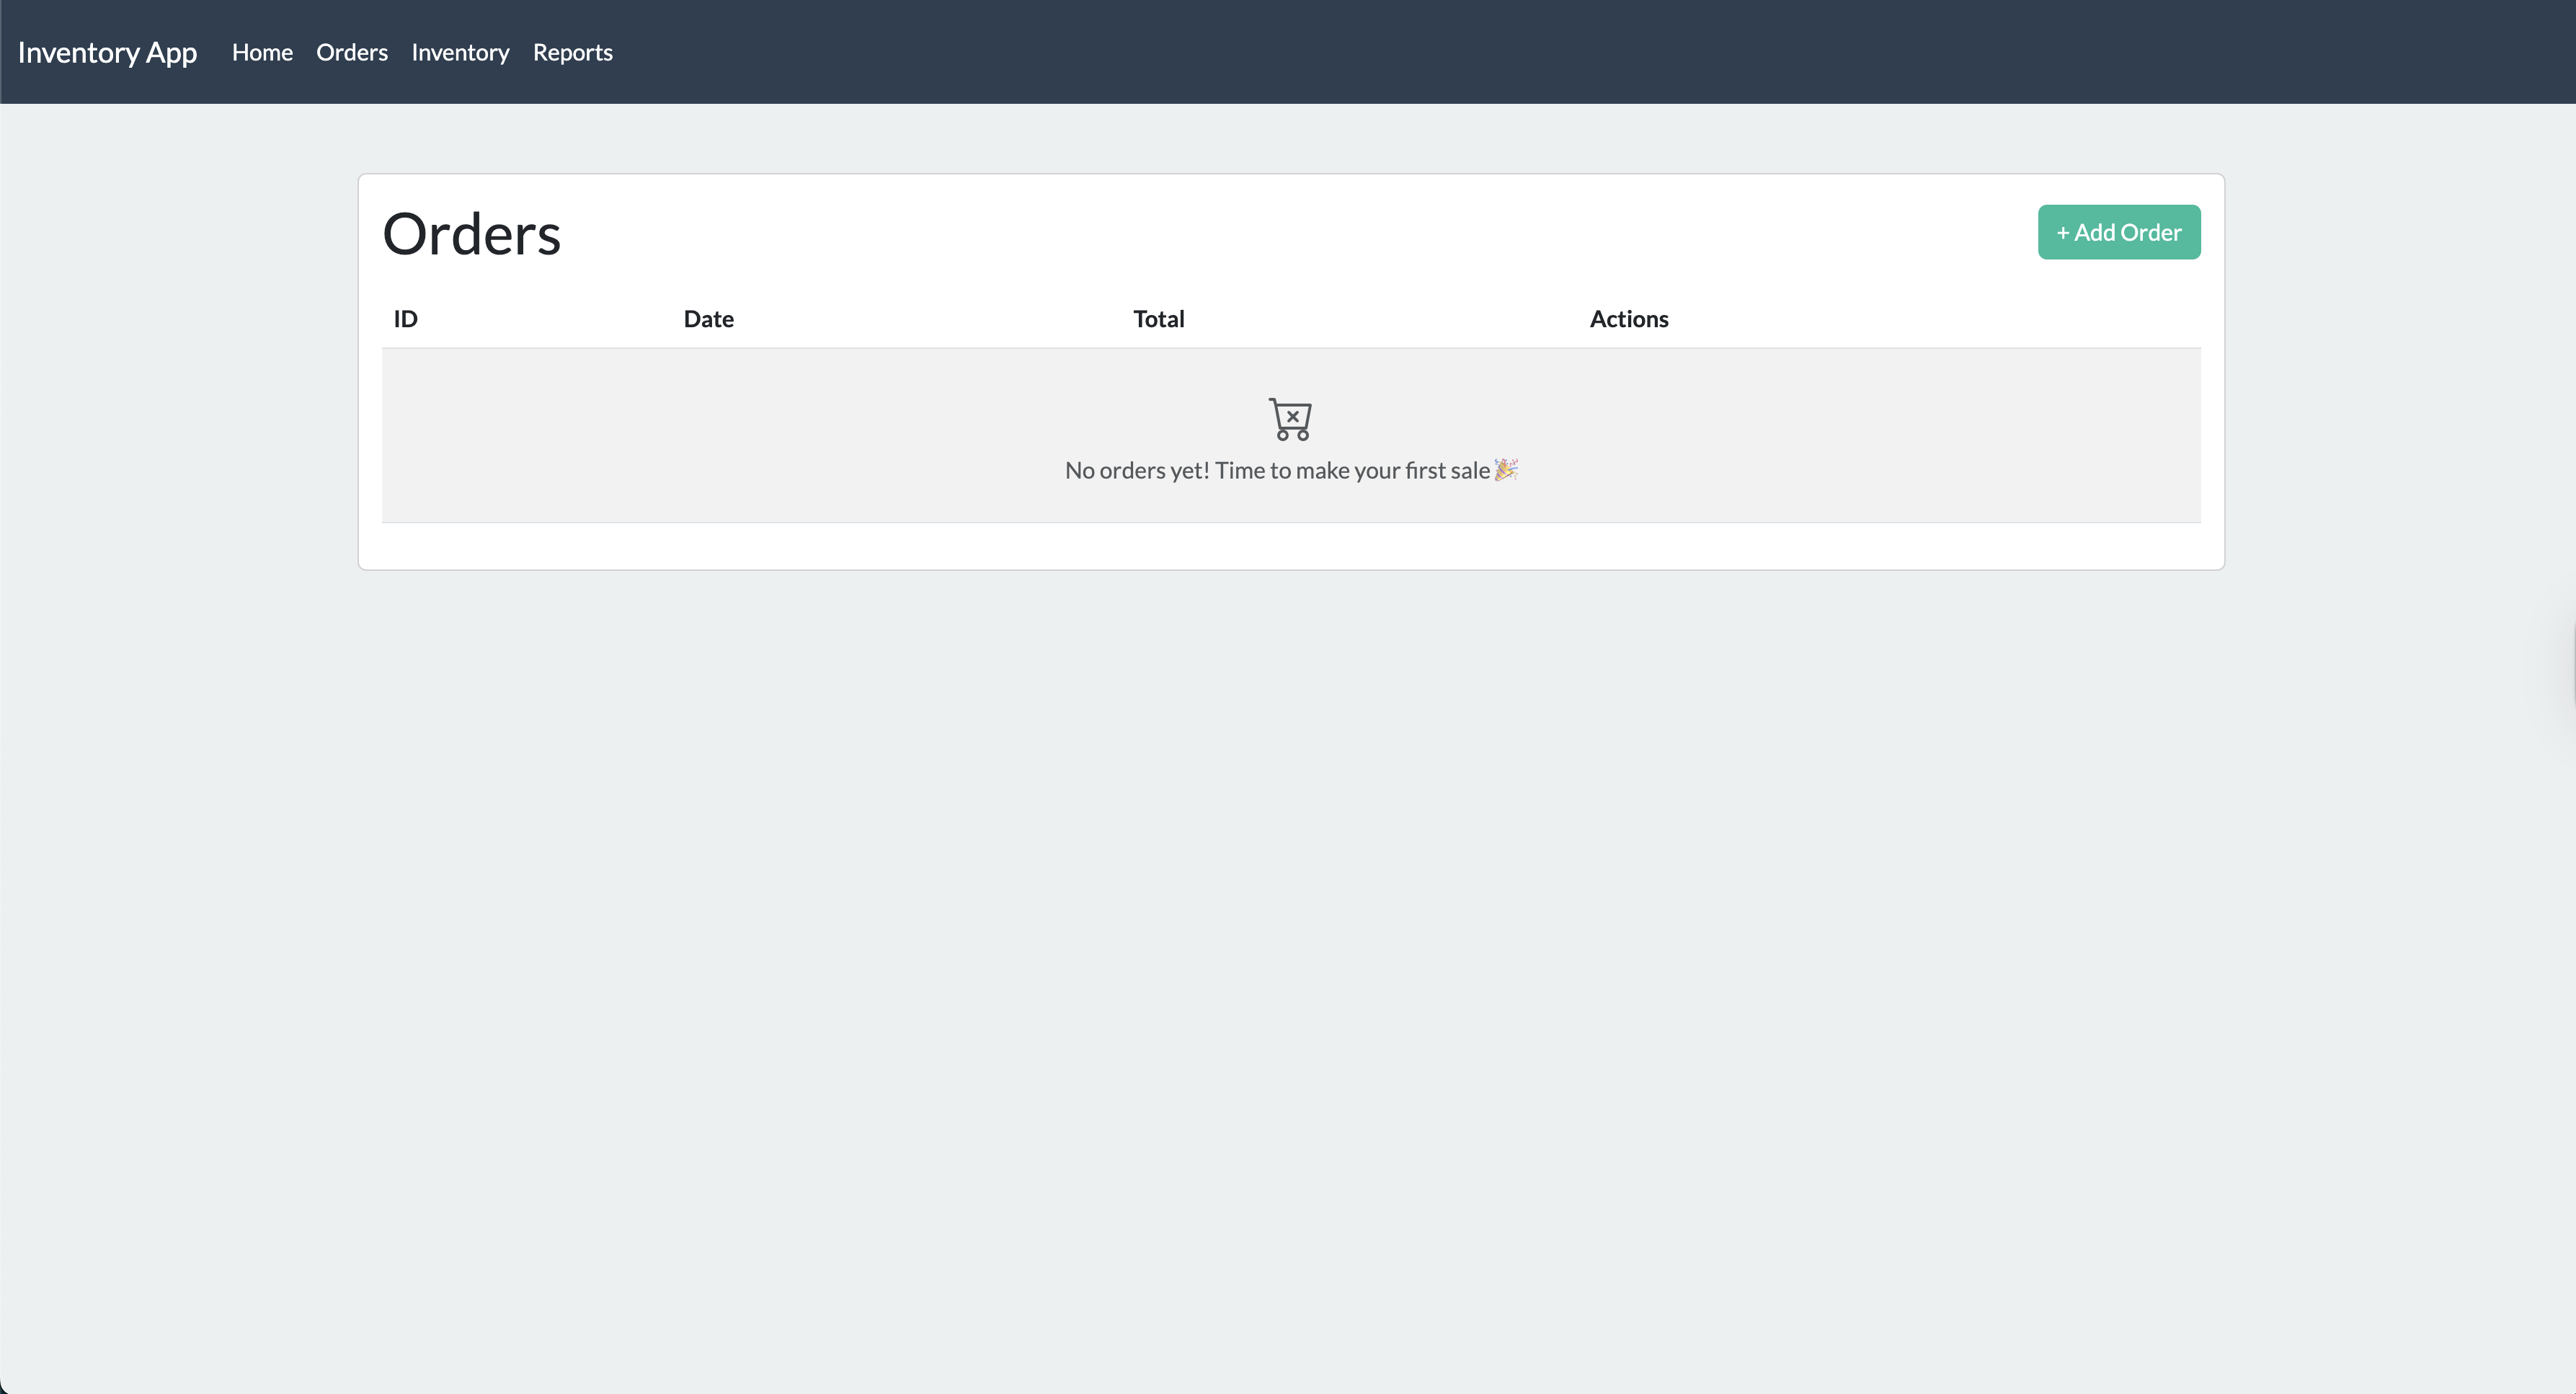 Inventory App Home Orders Inventory Reports
Orders
+ Add Order
ID Date Total Actions
No orders yet! Time to make your first sale🎉